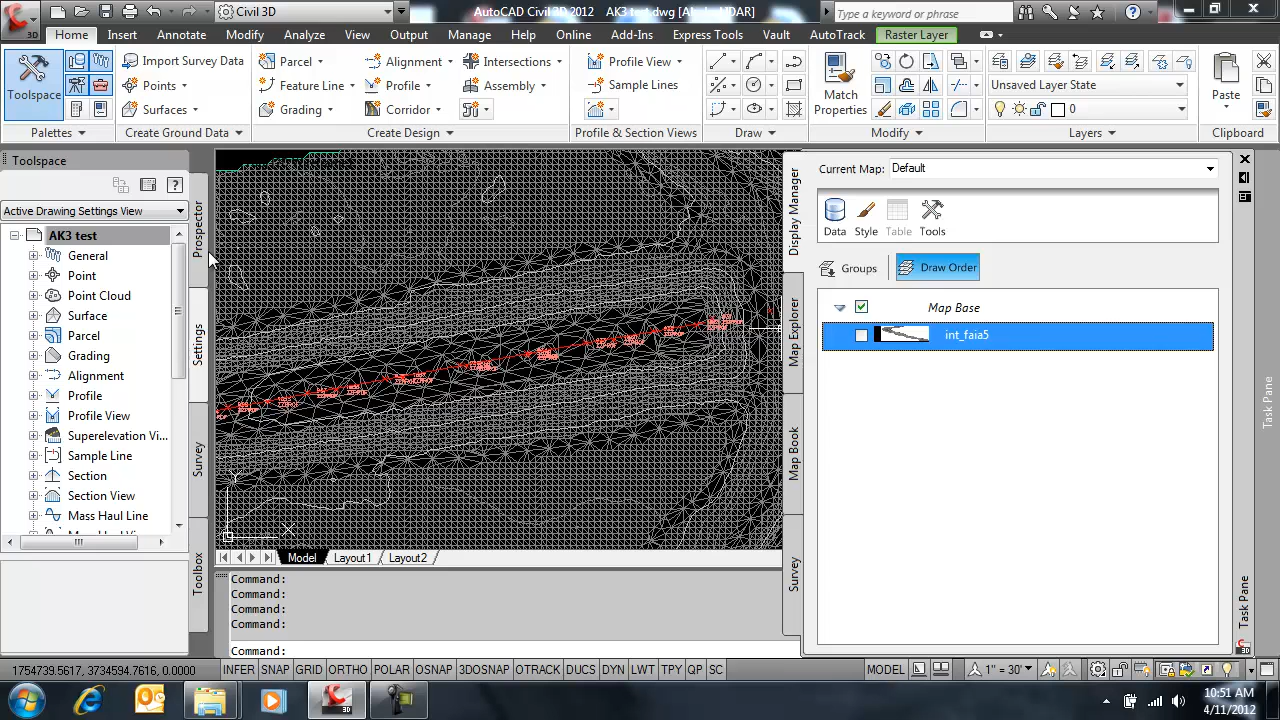 Civil 3D
AutoCAD Civil 3D 2012 AK3 test.dwg
Type a keyword or phrase
3D
Home Insert Annotate Modify Analyze View Output Manage Help Online Add-Ins Express Tools Vault AutoTrack Raster Layer
Toolspace
Import Survey Data
Points
Surfaces
Parcel
Feature Line
Grading
Alignment
Profile
Corridor
Intersections
Assembly
Profile View
Sample Lines
Match
Properties
Unsaved Layer State
0
Paste
Palettes
Create Ground Data
Create Design
Profile & Section Views
Draw
Modify
Layers
Clipboard
Toolspace
Active Drawing Settings View
AK3 test
General
Point
Point Cloud
Surface
Parcel
Grading
Alignment
Profile
Profile View
Superelevation Vi...
Sample Line
Section
Section View
Mass Haul Line
Prospector
Settings
Survey
Toolbox
Model Layout1 Layout2
Command:
Command:
Command:
Command:
Command:
Display Manager
Map Explorer
Map Book
Survey
Current Map: Default
Data Style Table Tools
Groups Draw Order
Map Base
int_faia5
Task Pane
Task Pane
1754739.5617, 3734594.7616, 0.0000
INFER SNAP GRID ORTHO POLAR OSNAP 3DOSNAP OTRACK DUCS DYN LWT TPY QP SC
MODEL
1" = 30'
10:51 AM
4/11/2012